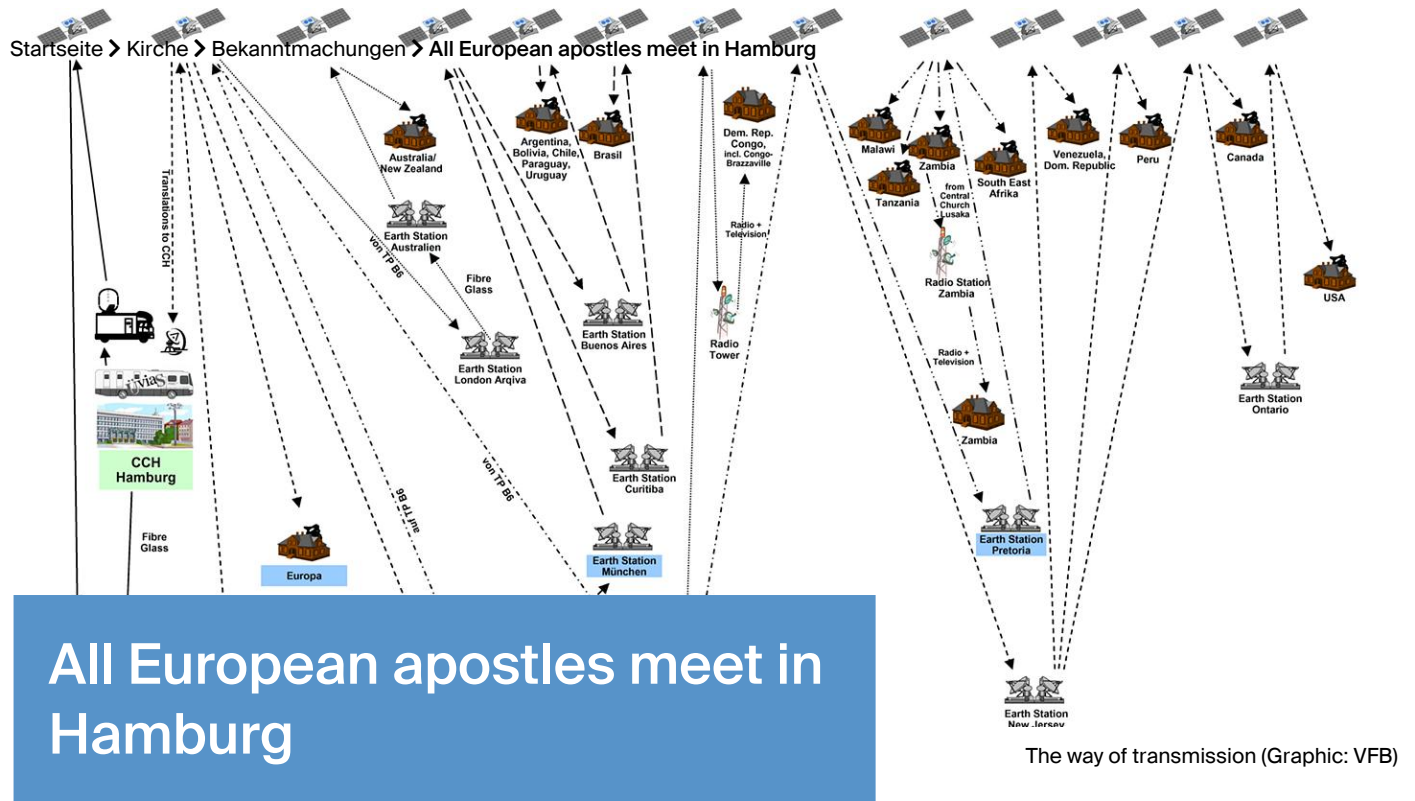 Startseite > Kirche > Bekanntmachungen > All European apostles meet in Hamburg
Translations to CCH
Australia/
New Zealand
Argentina,
Bolivia, Chile,
Paraguay,
Uruguay
Brasil
Dem. Rep.
Congo,
incl. Congo-
Brazzaville
Malawi
Zambia
Tanzania
South East
Afrika
Venezuela,
Dom. Republic
Peru
Canada
from
Central
Church
Lusaka
Earth Station
Australien
von TP B6
Fibre
Glass
Radio +
Television
Radio Station
Zambia
USA
Earth Station
Buenos Aires
Radio
Tower
Earth Station
London Arqiva
ÜviaS
Radio +
Television
Earth Station
Ontario
Zambia
CCH
Hamburg
Earth Station
Curitiba
von TP B6
auf TP B6
Fibre
Glass
Europa
Earth Station
München
Earth Station
Pretoria
Earth Station
New Jersey
All European apostles meet in
Hamburg
The way of transmission (Graphic: VFB)